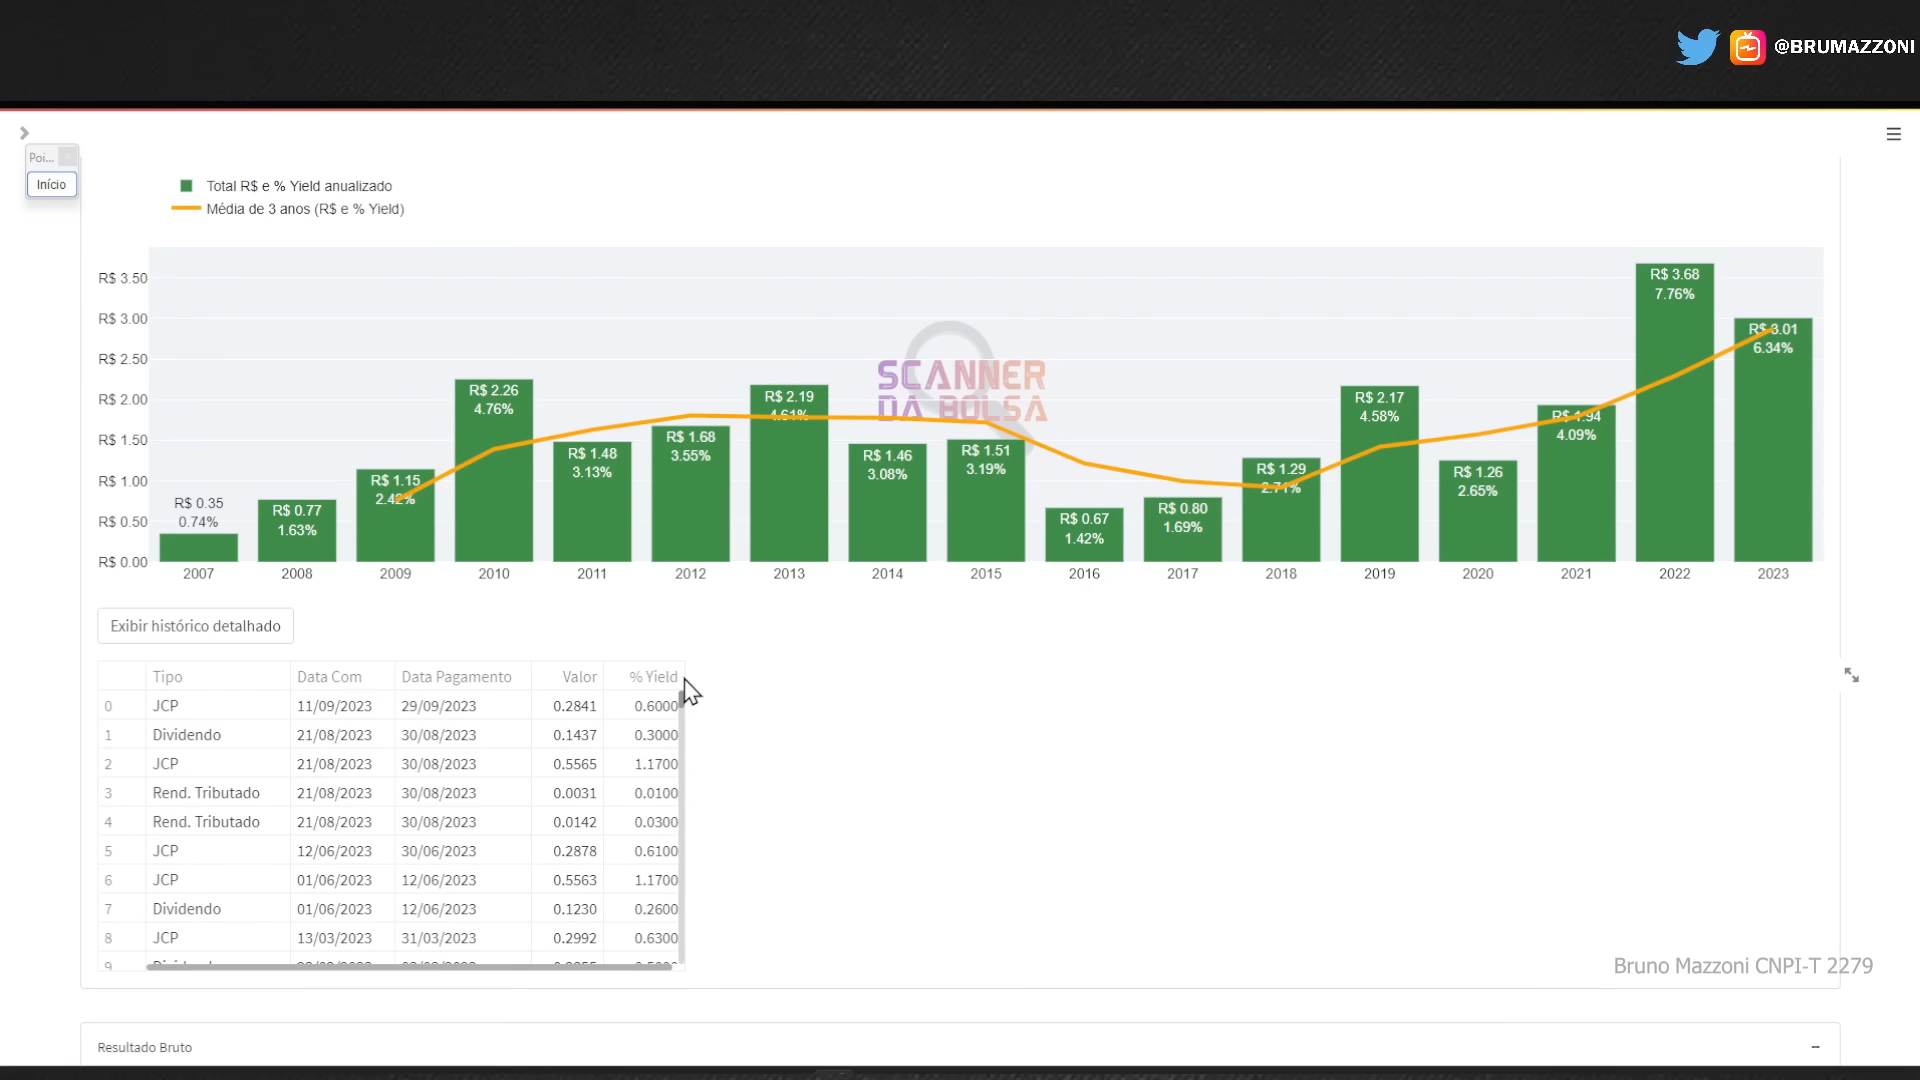 @BRUMAZZONI
Poi...
Início
Total R$ e % Yield anualizado
Média de 3 anos (R$ e % Yield)
R$ 3.50
R$ 3.00
R$ 2.50
R$ 2.00
R$ 1.50
R$ 1.00
R$ 0.50
R$ 0.00
R$ 0.35
0.74%
R$ 0.77
1.63%
R$ 1.15
2.42%
R$ 2.26
4.76%
R$ 1.48
3.13%
R$ 1.68
3.55%
R$ 2.19
4.61%
R$ 1.46
3.08%
R$ 1.51
3.19%
R$ 0.67
1.42%
R$ 0.80
1.69%
R$ 1.29
2.71%
R$ 2.17
4.58%
R$ 1.26
2.65%
R$ 1.94
4.09%
R$ 3.68
7.76%
R$ 3.01
6.34%
SCANNER
DA BOLSA
2007 2008 2009 2010 2011 2012 2013 2014 2015 2016 2017 2018 2019 2020 2021 2022 2023
Exibir histórico detalhado
Tipo Data Com Data Pagamento Valor % Yield
0 JCP 11/09/2023 29/09/2023 0.2841 0.6000
1 Dividendo 21/08/2023 30/08/2023 0.1437 0.3000
2 JCP 21/08/2023 30/08/2023 0.5565 1.1700
3 Rend. Tributado 21/08/2023 30/08/2023 0.0031 0.0100
4 Rend. Tributado 21/08/2023 30/08/2023 0.0142 0.0300
5 JCP 12/06/2023 30/06/2023 0.2878 0.6100
6 JCP 01/06/2023 12/06/2023 0.5563 1.1700
7 Dividendo 01/06/2023 12/06/2023 0.1230 0.2600
8 JCP 13/03/2023 31/03/2023 0.2992 0.6300
9
Bruno Mazzoni CNPI-T 2279
Resultado Bruto